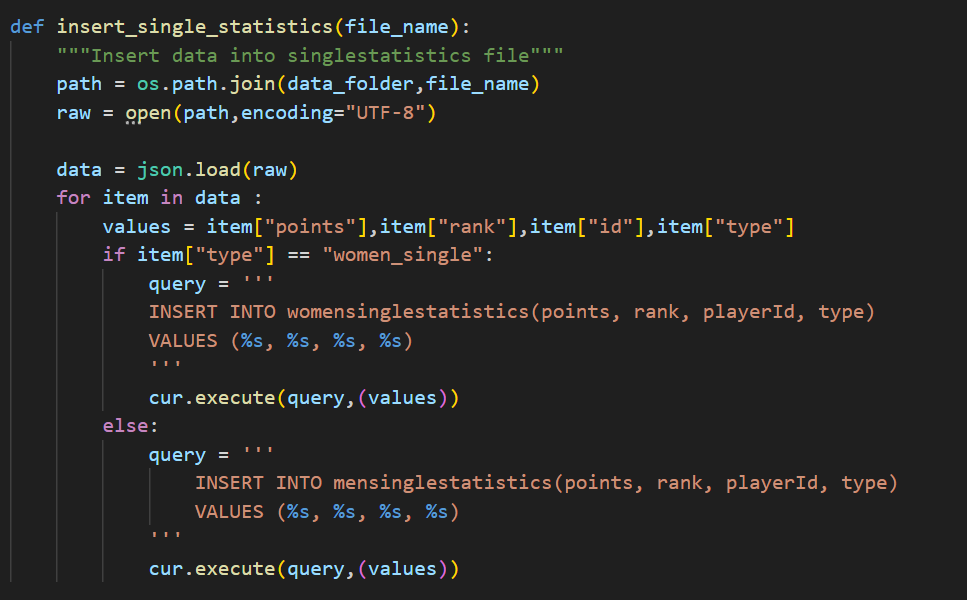 def insert_single_statistics(file_name):
    """Insert data into singlestatistics file"""
    path = os.path.join(data_folder,file_name)
    raw = open(path,encoding="UTF-8")

    data = json.load(raw)
    for item in data :
        values = item["points"],item["rank"],item["id"],item["type"]
        if item["type"] == "women_single":
            query = '''
            INSERT INTO womensinglestatistics(points, rank, playerId, type)
            VALUES (%s, %s, %s, %s)
            '''
            cur.execute(query,(values))
        else:
            query = '''
                INSERT INTO mensinglestatistics(points, rank, playerId, type)
                VALUES (%s, %s, %s, %s)
            '''
            cur.execute(query,(values))